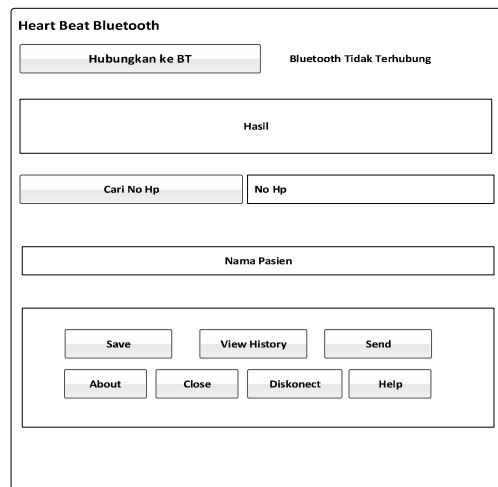 Heart Beat Bluetooth
Hubungkan ke BT Bluetooth Tidak Terhubung
Hasil
Cari No Hp No Hp
Nama Pasien
Save View History Send
About Close Diskonect Help